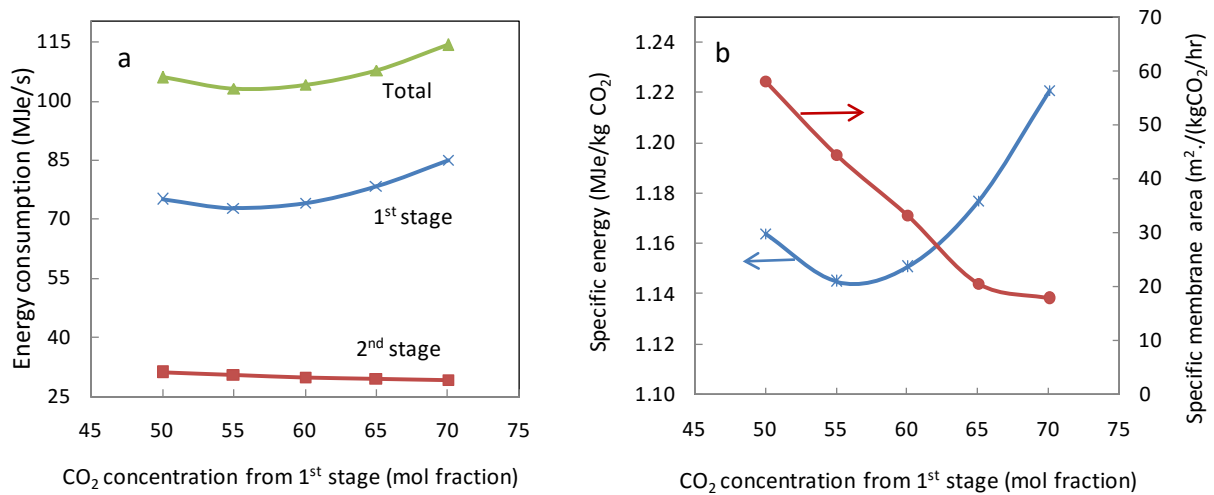 a
Energy consumption (MJe/s)
115
100
85
70
55
40
25
Total
1st stage
2nd stage
45 50 55 60 65 70 75
CO2 concentration from 1st stage (mol fraction)
b
Specific energy (MJe/kg CO2)
1.24
1.22
1.20
1.18
1.16
1.14
1.12
1.10
70
60
50
40
30
20
10
0
Specific membrane area (m2./(kgCO2/hr)
45 50 55 60 65 70 75
CO2 concentration from 1st stage (mol fraction)